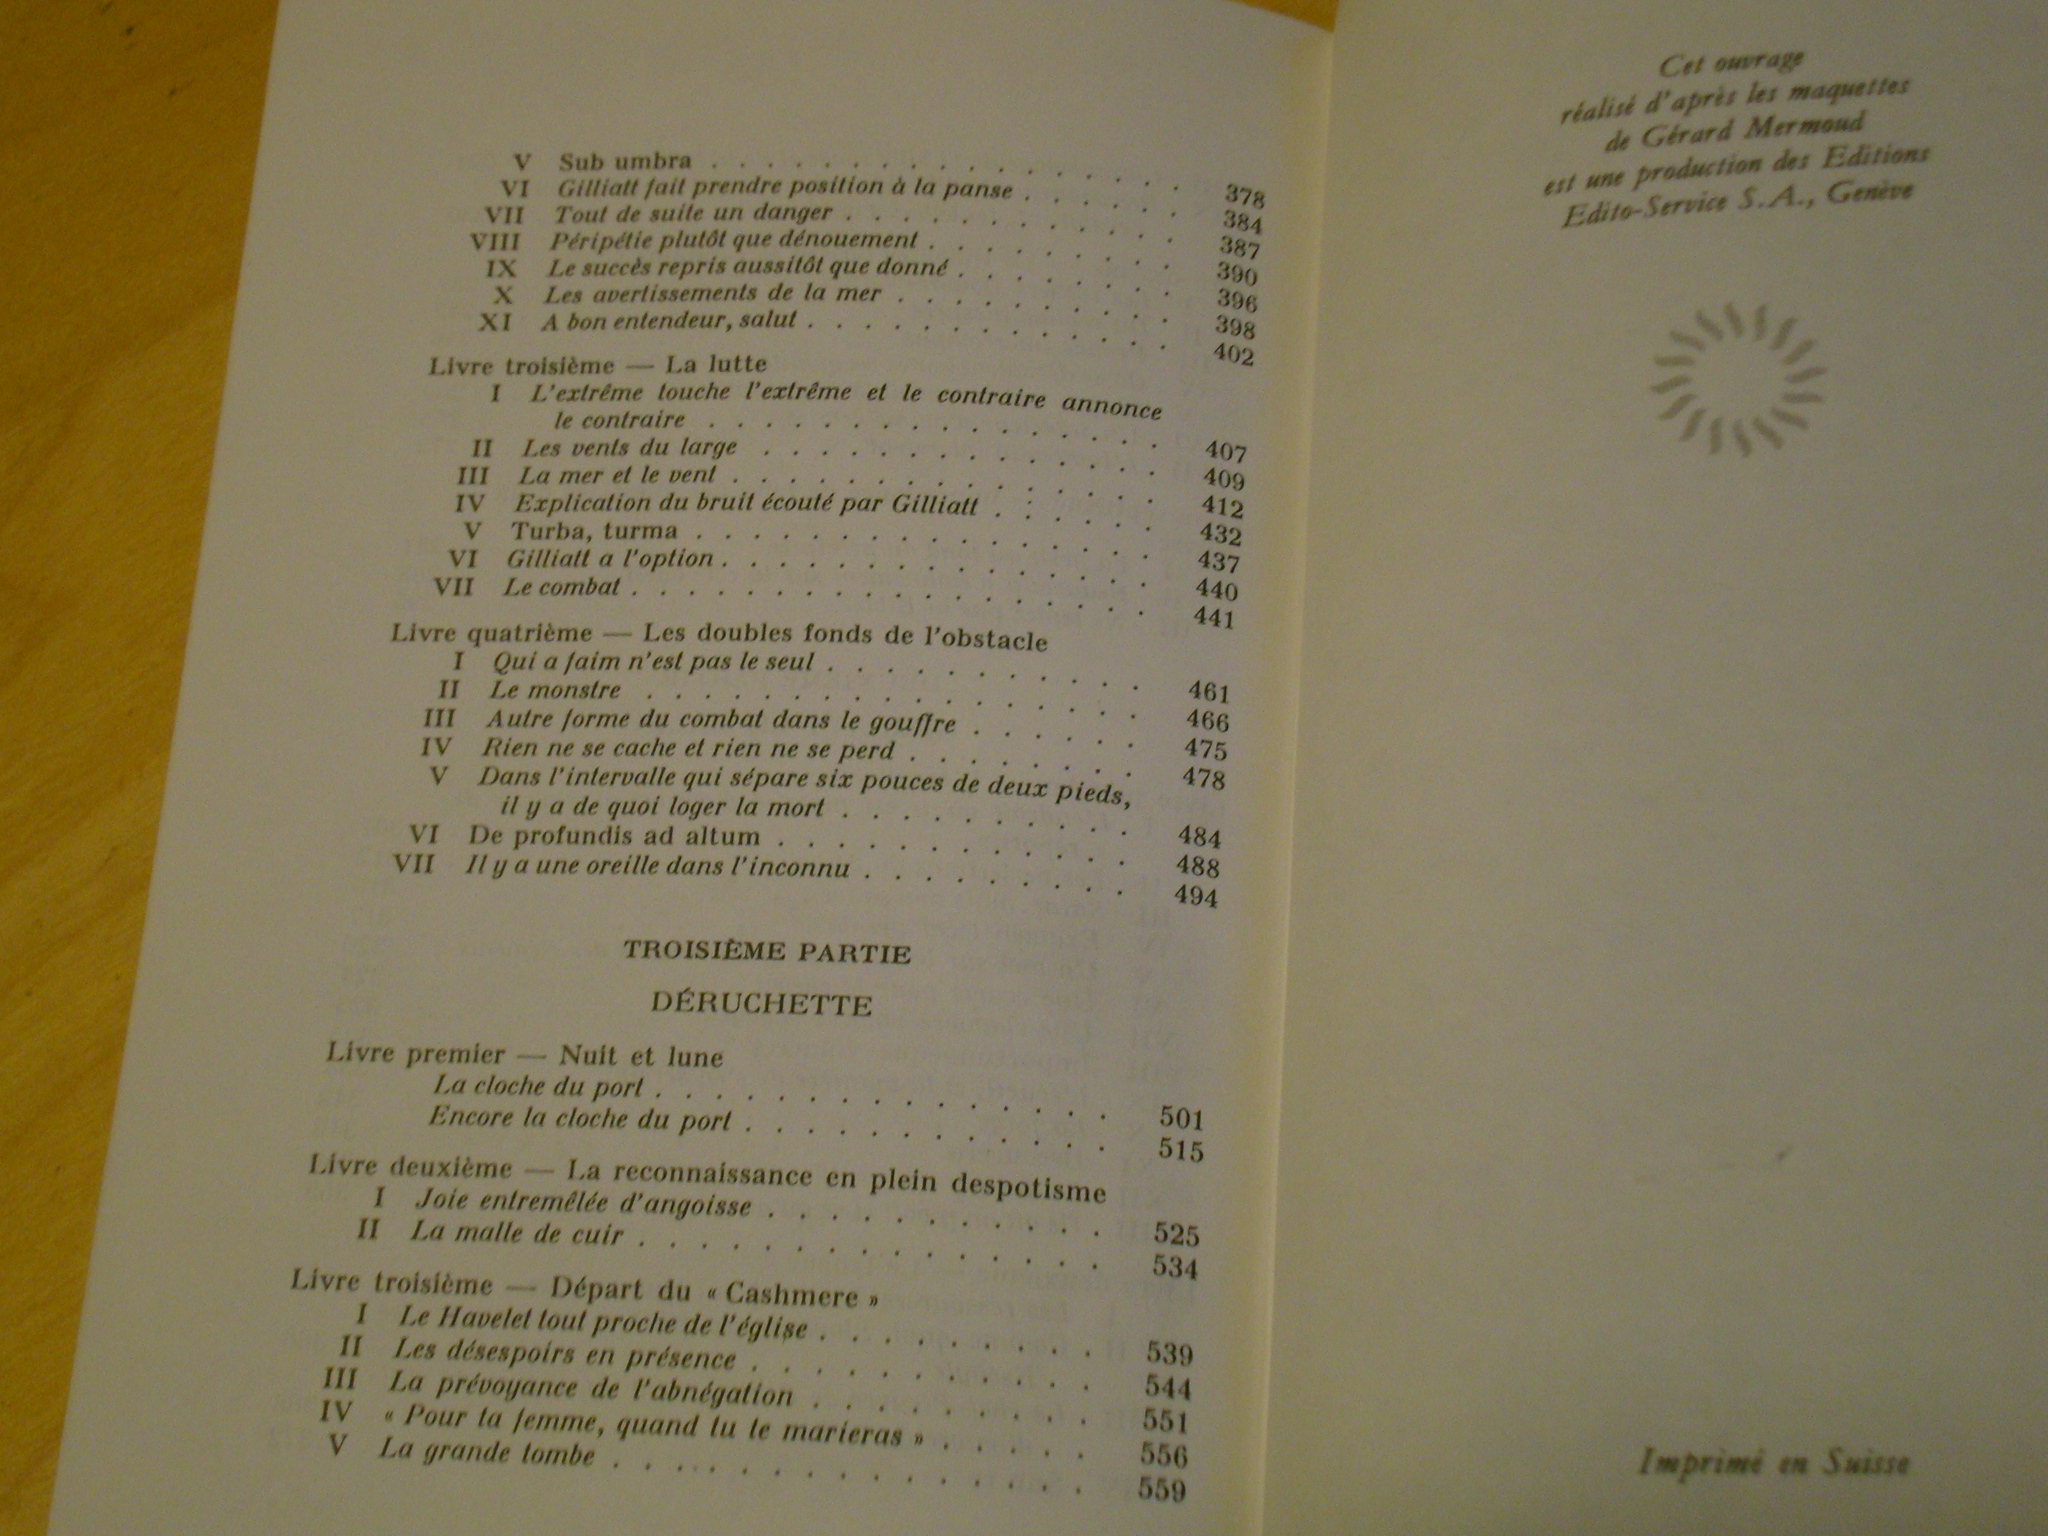 V Sub umbra . . . . . . . . . . . . . . . 378
VI Gilliatt fait prendre position à la panse . . . . . . 384
VII Tout de suite un danger . . . . . . . . . . 387
VIII Péripétie plutôt que dénouement . . . . . . . . 390
IX Le succès repris aussitôt que donné . . . . . . . 396
X Les avertissements de la mer . . . . . . . . . 398
XI A bon entendeur, salut . . . . . . . . . . . 402
Livre troisième — La lutte
I L'extrême touche l'extrême et le contraire annonce
le contraire . . . . . . . . . . . . . . . 407
II Les vents du large . . . . . . . . . . . . . 409
III La mer et le vent . . . . . . . . . . . . . . 412
IV Explication du bruit écouté par Gilliatt . . . . . . 432
V Turba, turma . . . . . . . . . . . . . . . 437
VI Gilliatt a l'option . . . . . . . . . . . . . . 440
VII Le combat . . . . . . . . . . . . . . . . . 441
Livre quatrième — Les doubles fonds de l'obstacle
I Qui a faim n'est pas le seul . . . . . . . . . . 461
II Le monstre . . . . . . . . . . . . . . . . 466
III Autre forme du combat dans le gouffre . . . . . . 475
IV Rien ne se cache et rien ne se perd . . . . . . . 478
V Dans l'intervalle qui sépare six pouces de deux pieds,
il y a de quoi loger la mort . . . . . . . . . . 484
VI De profundis ad altum . . . . . . . . . . . 488
VII Il y a une oreille dans l'inconnu . . . . . . . . . 494
TROISIÈME PARTIE
DÉRUCHETTE
Livre premier — Nuit et lune
La cloche du port . . . . . . . . . . . . . . . 501
Encore la cloche du port . . . . . . . . . . . . 515
Livre deuxième — La reconnaissance en plein despotisme
I Joie entremêlée d'angoisse . . . . . . . . . . . 525
II La malle de cuir . . . . . . . . . . . . . . . 534
Livre troisième — Départ du « Cashmere »
I Le Havelet tout proche de l'église . . . . . . . . . 539
II Les désespoirs en présence . . . . . . . . . . . 544
III La prévoyance de l'abnégation . . . . . . . . . 551
IV « Pour ta femme, quand tu te marieras » . . . . . 556
V La grande tombe . . . . . . . . . . . . . . . 559
Cet ouvrage
réalisé d'après les maquettes
de Gérard Mermoud
est une production des Editions
Edito-Service S.A., Genève
Imprimé en Suisse